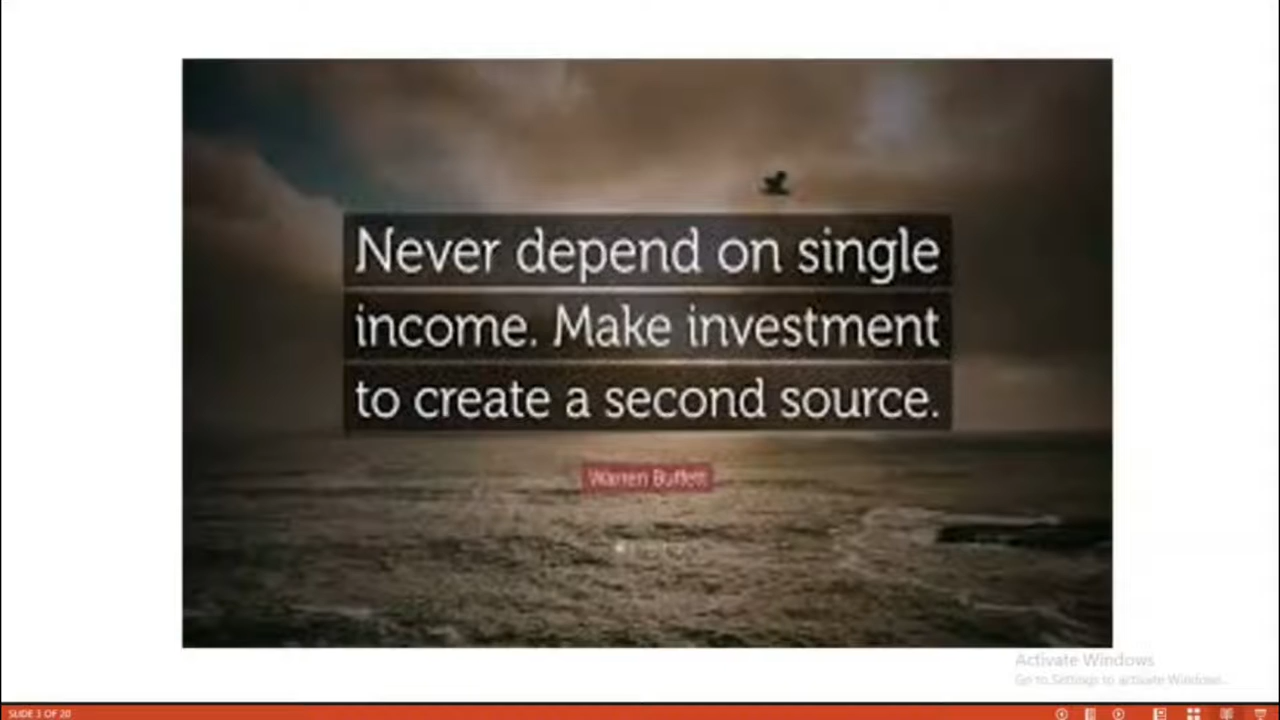 Never depend on single
income. Make investment
to create a second source.
Warren Buffett
Activate Windows
Go to Settings to activate Windows.
SLIDE 3 OF 20